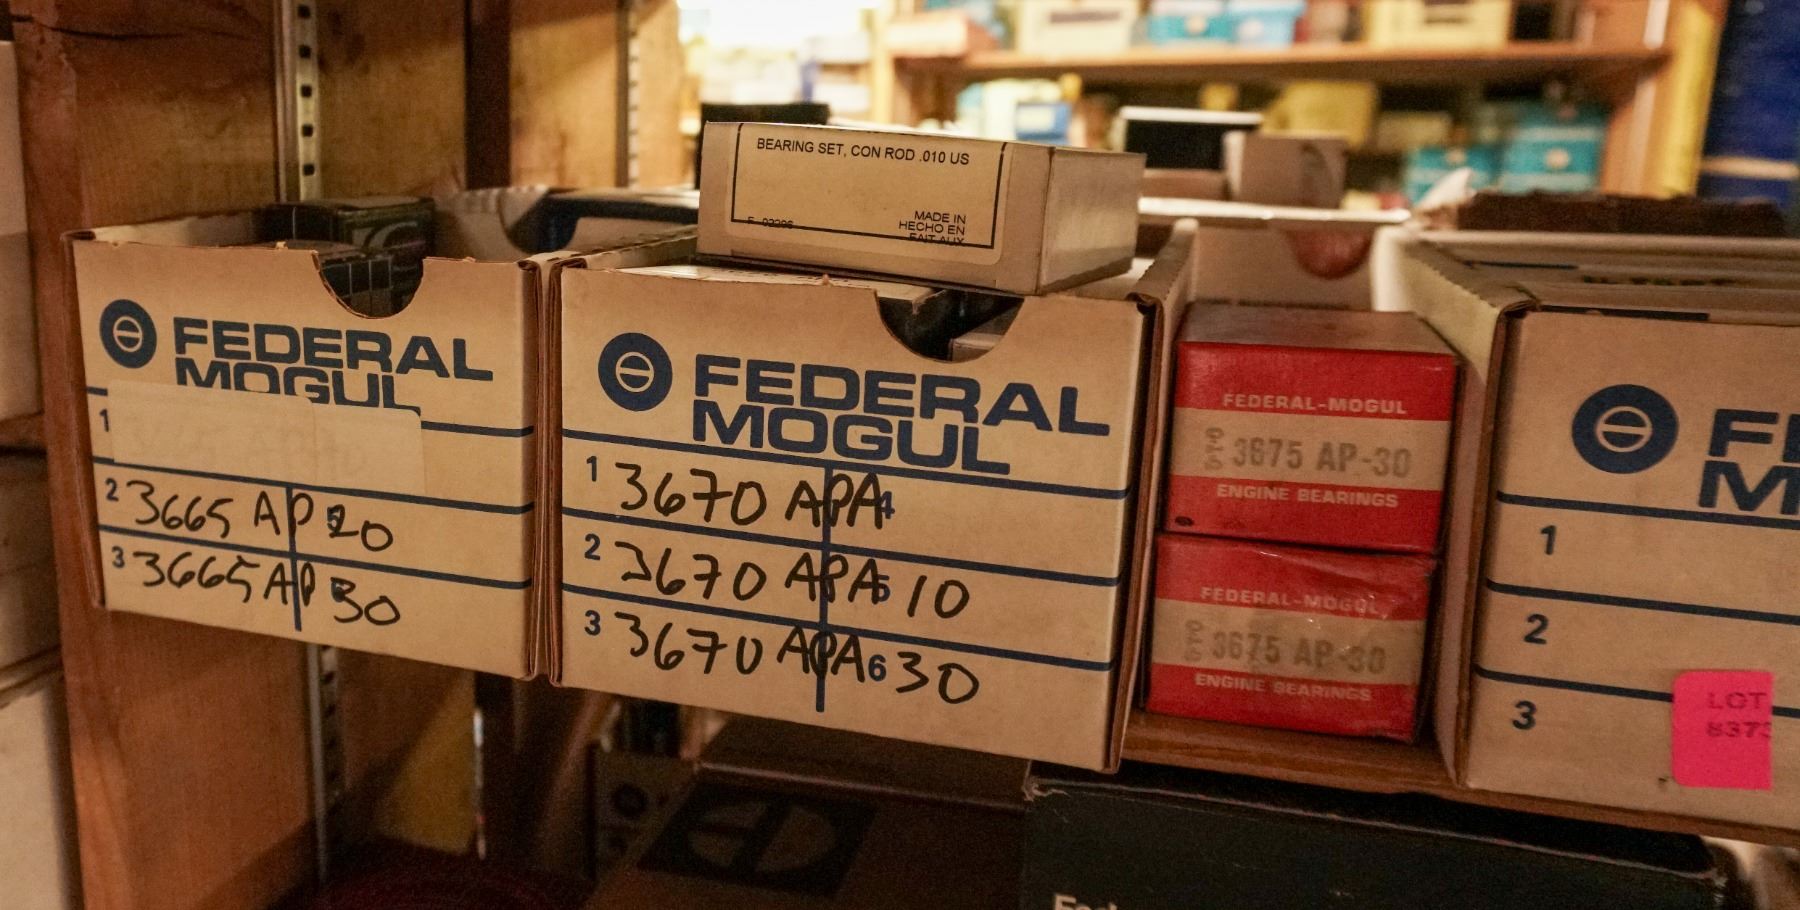 BEARING SET, CON ROD .010 US
MADE IN
HECHO EN
FAIT AUX
FEDERAL
MOGUL
1
2 3665 AP 20
3 3665 AP 30
FEDERAL
MOGUL
1 3670 APA 4
2 3670 APA 5 10
3 3670 APA 6 30
FEDERAL-MOGUL
3675 AP-30
ENGINE BEARINGS
FEDERAL-MOGUL
3675 AP-30
ENGINE BEARINGS
1
2
3
LOT